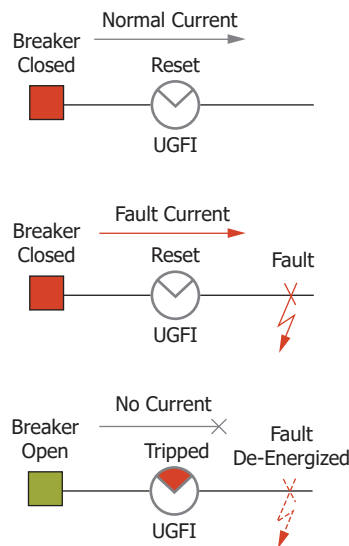 Normal Current
Breaker
Closed
Reset
UGFI
Fault Current
Breaker
Closed
Reset
Fault
UGFI
No Current
Breaker
Open
Tripped
Fault
De-Energized
UGFI